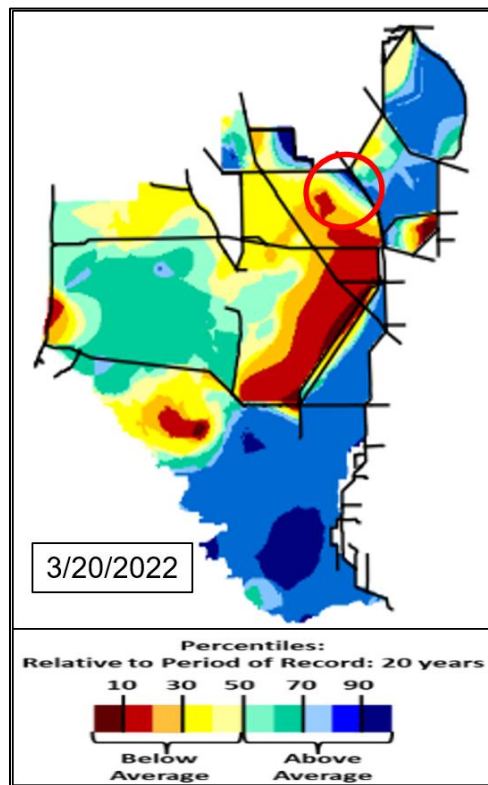 3/20/2022
Percentiles:
Relative to Period of Record: 20 years
10 30 50 70 90
Below Above
Average Average